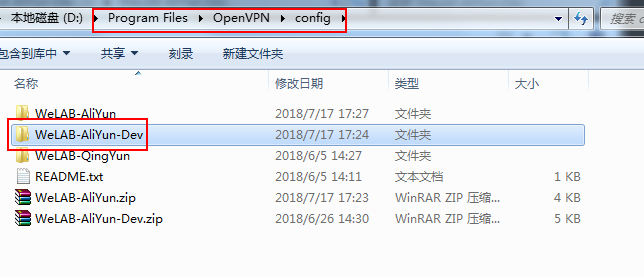 本地磁盘 (D:) Program Files OpenVPN config 搜索 c
包含到库中 共享 刻录 新建文件夹
名称 修改日期 类型 大小
WeLAB-AliYun 2018/7/17 17:27 文件夹
WeLAB-AliYun-Dev 2018/7/17 17:24 文件夹
WeLAB-QingYun 2018/6/5 14:27 文件夹
README.txt 2018/6/5 14:11 文本文档 1 KB
WeLAB-AliYun.zip 2018/7/17 17:23 WinRAR ZIP 压缩... 4 KB
WeLAB-AliYun-Dev.zip 2018/6/26 14:30 WinRAR ZIP 压缩... 5 KB